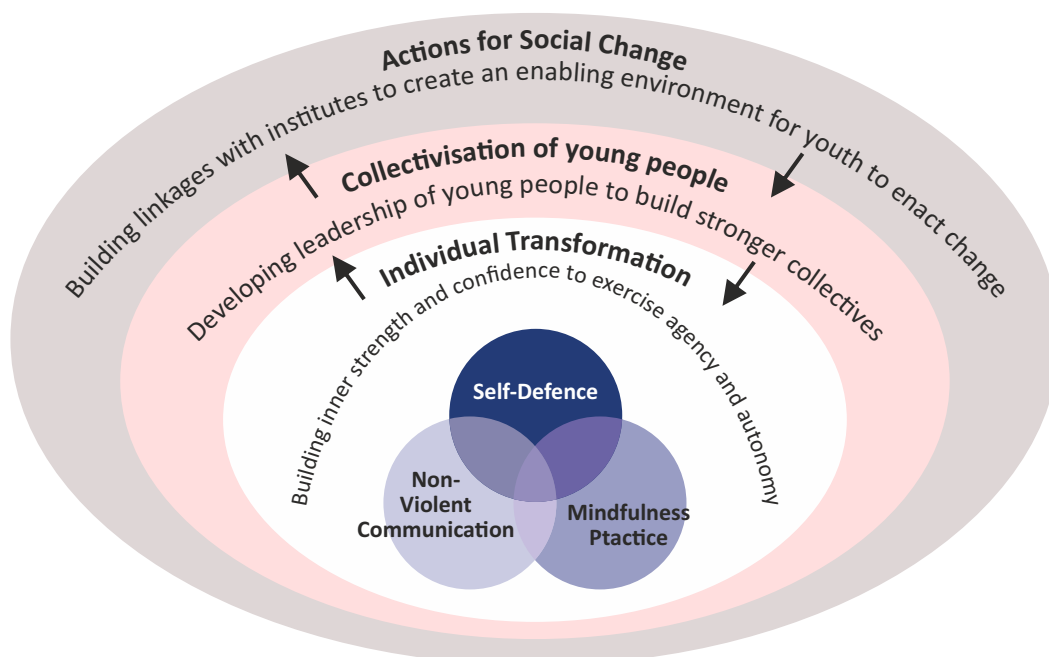 Actions for Social Change
Building linkages with institutes to create an enabling environment for youth to enact change
Collectivisation of young people
Developing leadership of young people to build stronger collectives
Individual Transformation
Building inner strength and confidence to exercise agency and autonomy
Self-Defence
Non-
Violent
Communication
Mindfulness
Ptactice